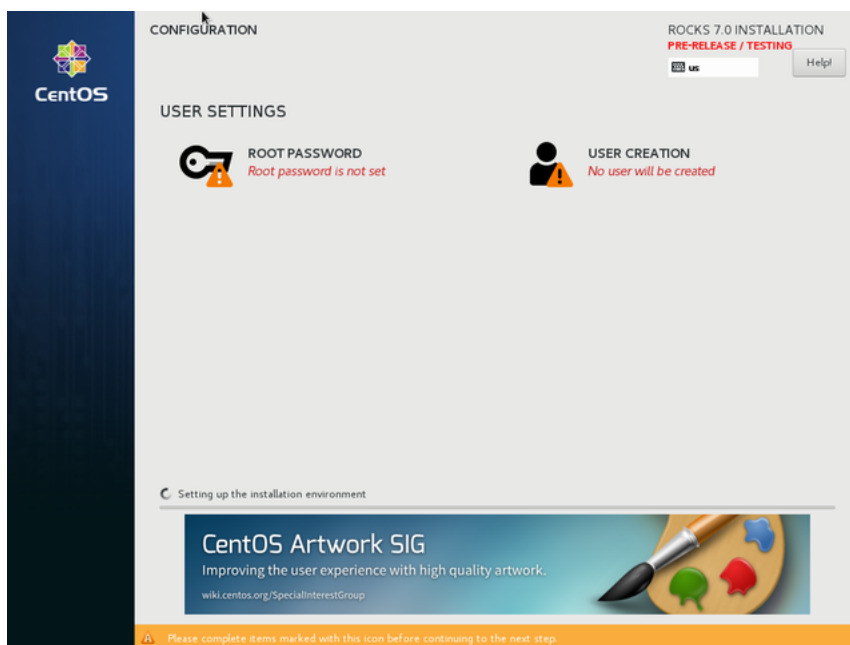 CONFIGURATION
ROCKS 7.0 INSTALLATION
PRE-RELEASE / TESTING
us
Help!
CentOS
USER SETTINGS
ROOT PASSWORD
Root password is not set
USER CREATION
No user will be created
Setting up the installation environment
CentOS Artwork SIG
Improving the user experience with high quality artwork.
wiki.centos.org/SpecialInterestGroup
Please complete items marked with this icon before continuing to the next step.